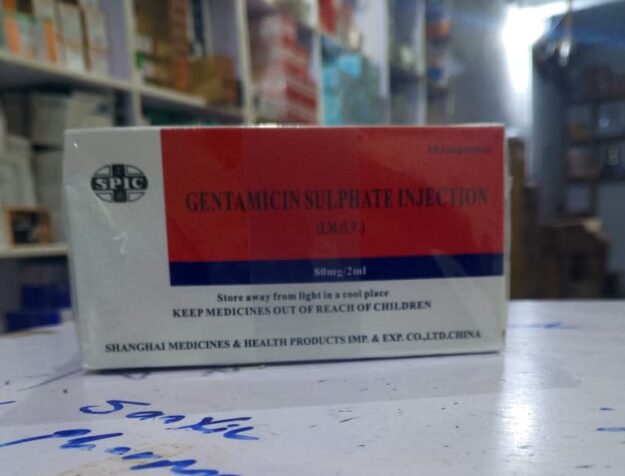 10Ampoules
SPIC
GENTAMICIN SULPHATE INJECTION
(I.M./I.V.)
80mg/2ml
Store away from light in a cool place
KEEP MEDICINES OUT OF REACH OF CHILDREN
SHANGHAI MEDICINES & HEALTH PRODUCTS IMP. & EXP. CO.,LTD.CHINA